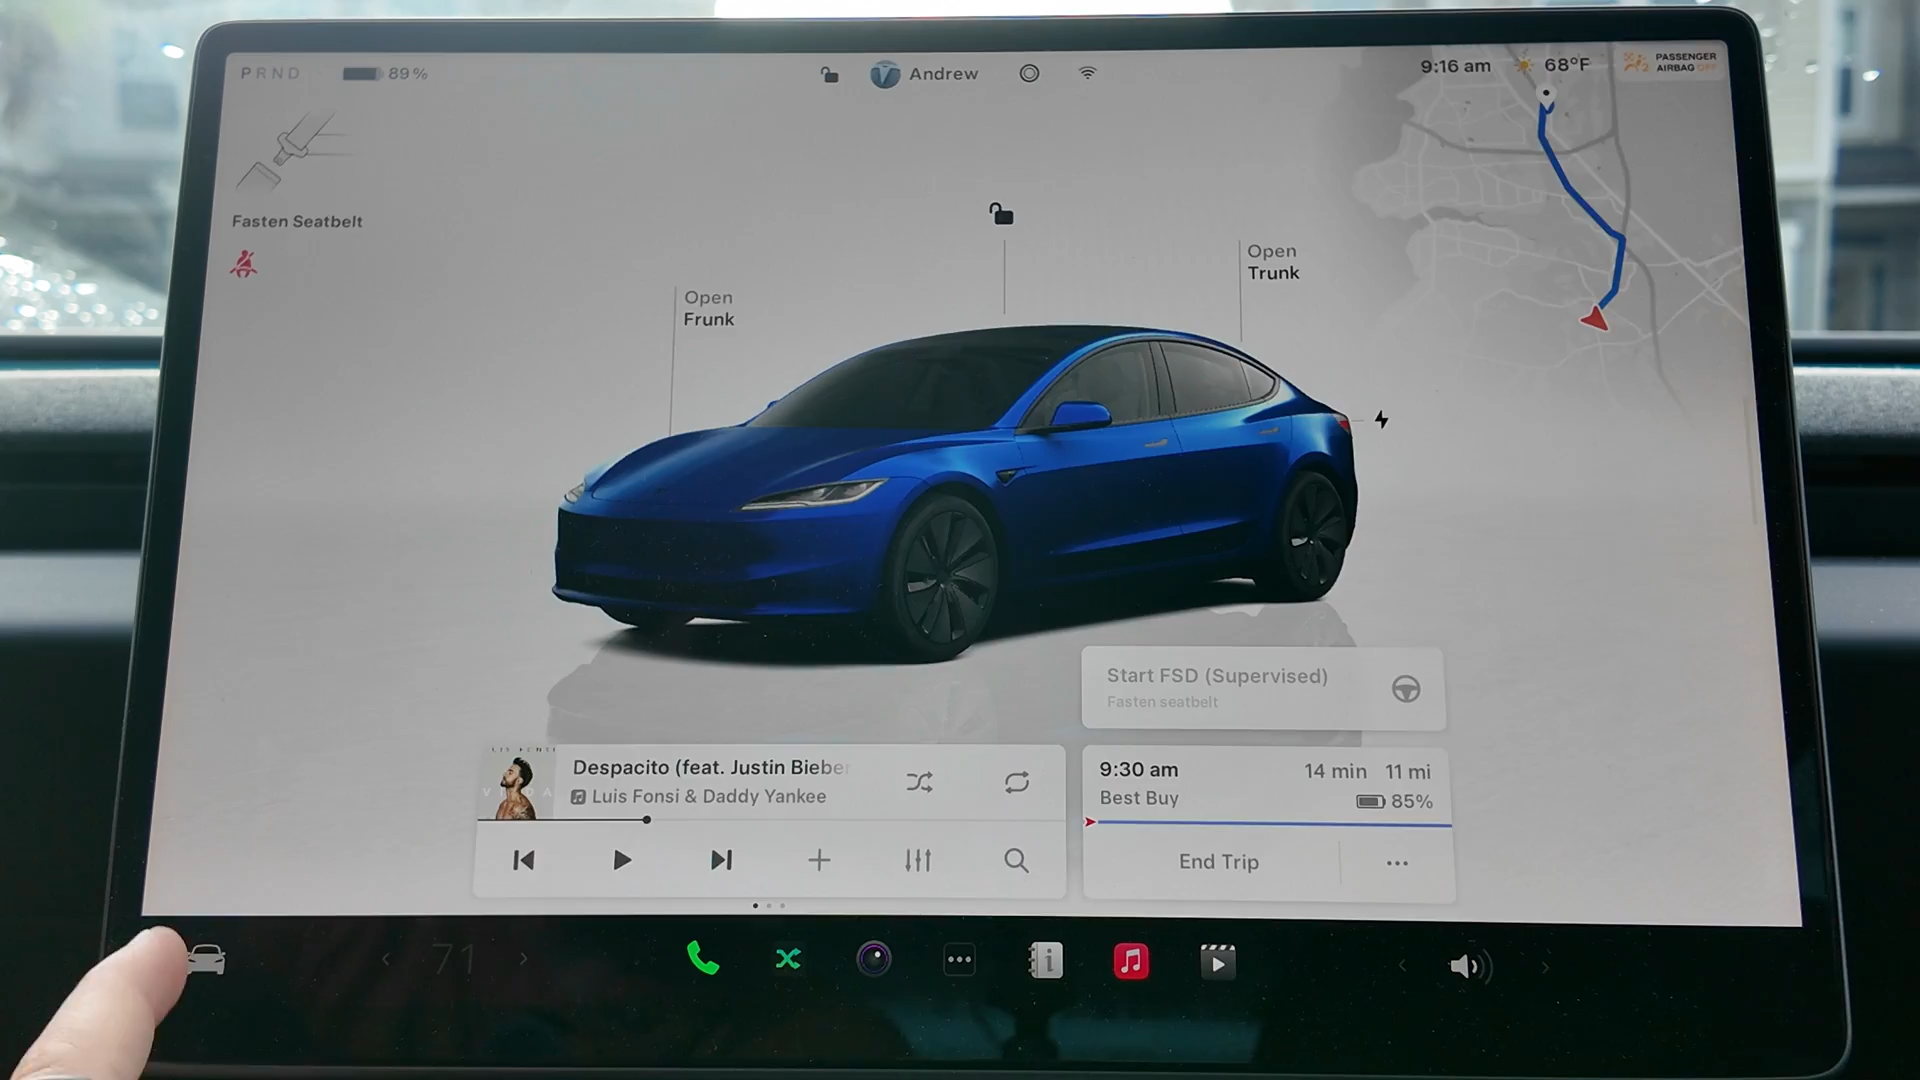 PRND
89%
Andrew
9:16 am
68°F
PASSENGER
AIRBAG OFF
Fasten Seatbelt
Open
Frunk
Open
Trunk
Start FSD (Supervised)
Fasten seatbelt
VIDA
Despacito (feat. Justin Bieber
Luis Fonsi & Daddy Yankee
9:30 am
14 min
11 mi
Best Buy
85%
End Trip
71